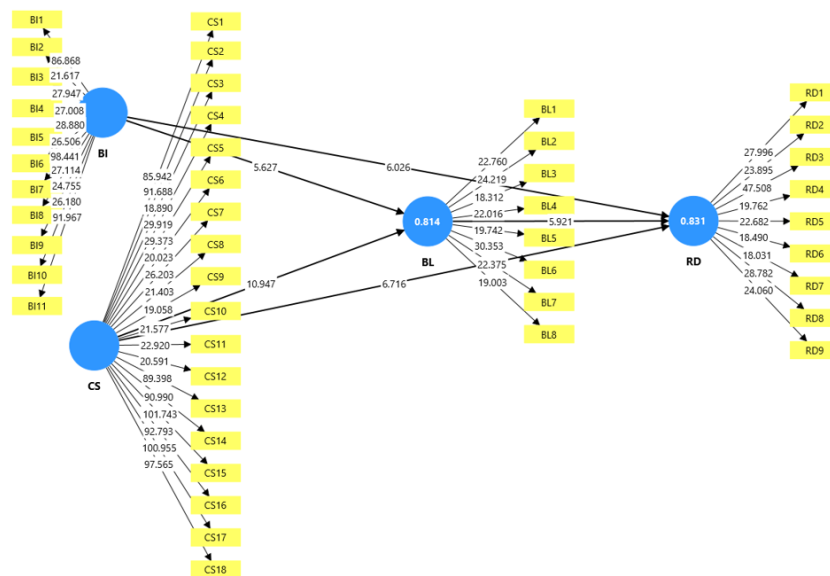 BI1
BI2
BI3
BI4
BI5
BI6
BI7
BI8
BI9
BI10
BI11
86.868
21.617
27.947
27.008
28.880
26.506
98.441
27.114
24.755
26.180
91.967
BI
CS1
CS2
CS3
CS4
CS5
CS6
CS7
CS8
CS9
CS10
CS11
CS12
CS13
CS14
CS15
CS16
CS17
CS18
85.942
91.688
18.890
29.919
29.373
20.023
26.203
21.403
19.058
21.577
22.920
20.591
89.398
90.990
101.743
92.793
100.955
97.565
CS
5.627
6.026
10.947
6.716
5.921
0.814
BL
BL1
BL2
BL3
BL4
BL5
BL6
BL7
BL8
22.760
24.219
18.312
22.016
19.742
30.353
22.375
19.003
0.831
RD
27.996
23.895
47.508
19.762
22.682
18.490
18.031
28.782
24.060
RD1
RD2
RD3
RD4
RD5
RD6
RD7
RD8
RD9